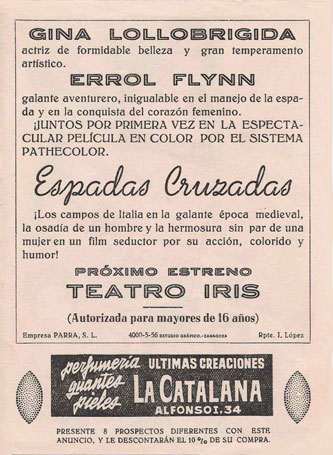 GINA LOLLOBRIGIDA
actriz de formidable belleza y gran temperamento
artístico.
ERROL FLYNN
galante aventurero, inigualable en el manejo de la espa-
da y en la conquista del corazón femenino.
¡JUNTOS POR PRIMERA VEZ EN LA ESPECTA-
CULAR PELÍCULA EN COLOR POR EL SISTEMA
PATHECOLOR.
Espadas Cruzadas
¡Los campos de Italia en la galante época medieval,
la osadía de un hombre y la hermosura sin par de una
mujer en un film seductor por su acción, colorido y
humor!
PRÓXIMO ESTRENO
TEATRO IRIS
(Autorizada para mayores de 16 años)
Empresa PARRA, S. L. 4000-5-56 ESTUDIO GRÁFICO.-ZARAGOZA Rpte. I. López
perfumería
guantes
pieles
ULTIMAS CREACIONES
LA CATALANA
ALFONSO I, 34
PRESENTE 8 PROSPECTOS DIFERENTES CON ESTE
ANUNCIO, Y LE DESCONTARÁN EL 10 % DE SU COMPRA.